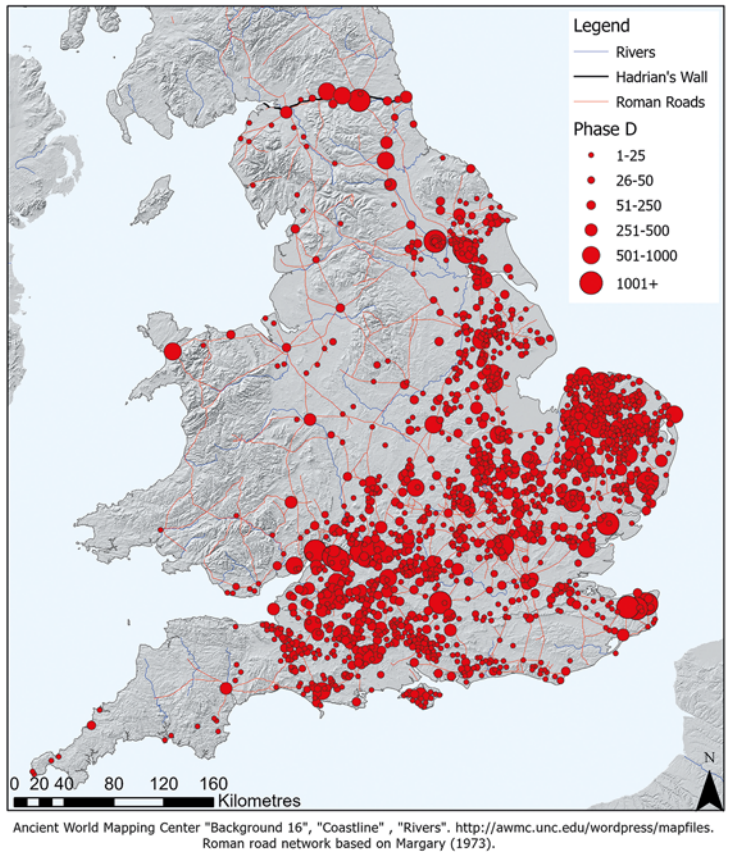 Legend
Rivers
Hadrian's Wall
Roman Roads
Phase D
1-25
26-50
51-250
251-500
501-1000
1001+
N
0 20 40 80 120 160
Kilometres
Ancient World Mapping Center "Background 16", "Coastline" , "Rivers". http://awmc.unc.edu/wordpress/mapfiles.
Roman road network based on Margary (1973).